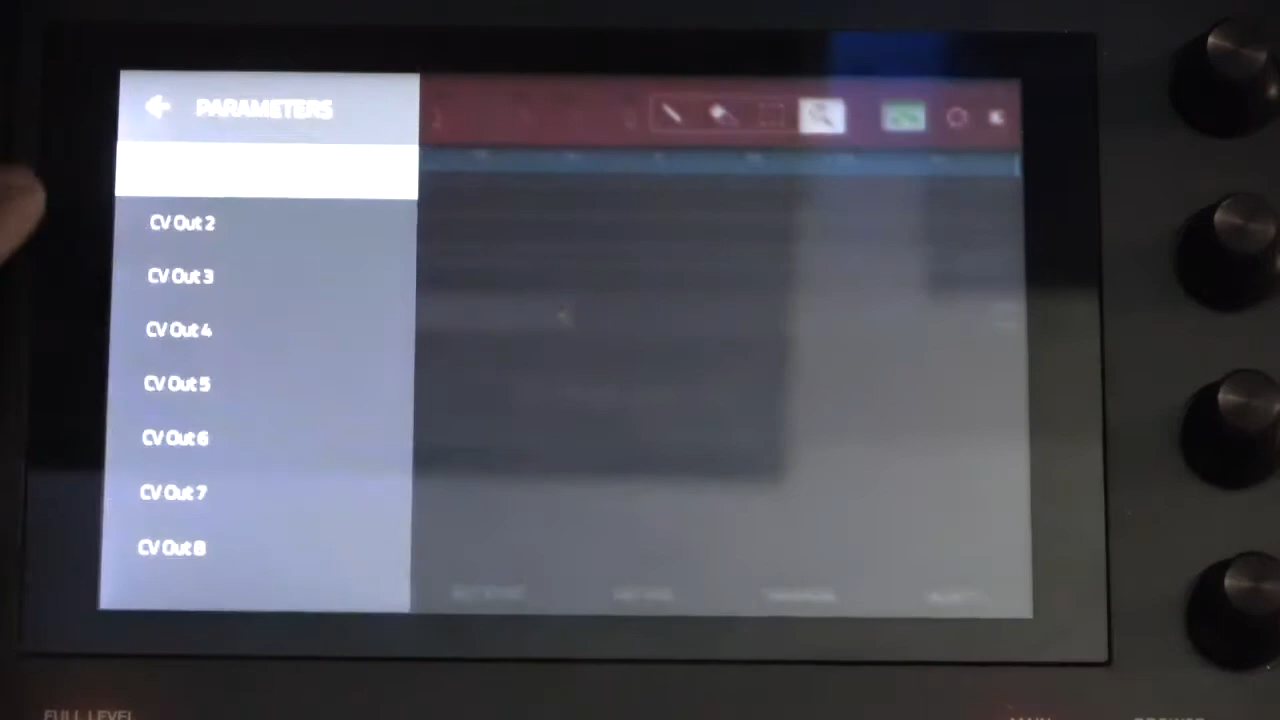 PARAMETERS
CV Out 2
CV Out 3
CV Out 4
CV Out 5
CV Out 6
CV Out 7
CV Out 8
FULL LEVEL
MAIN